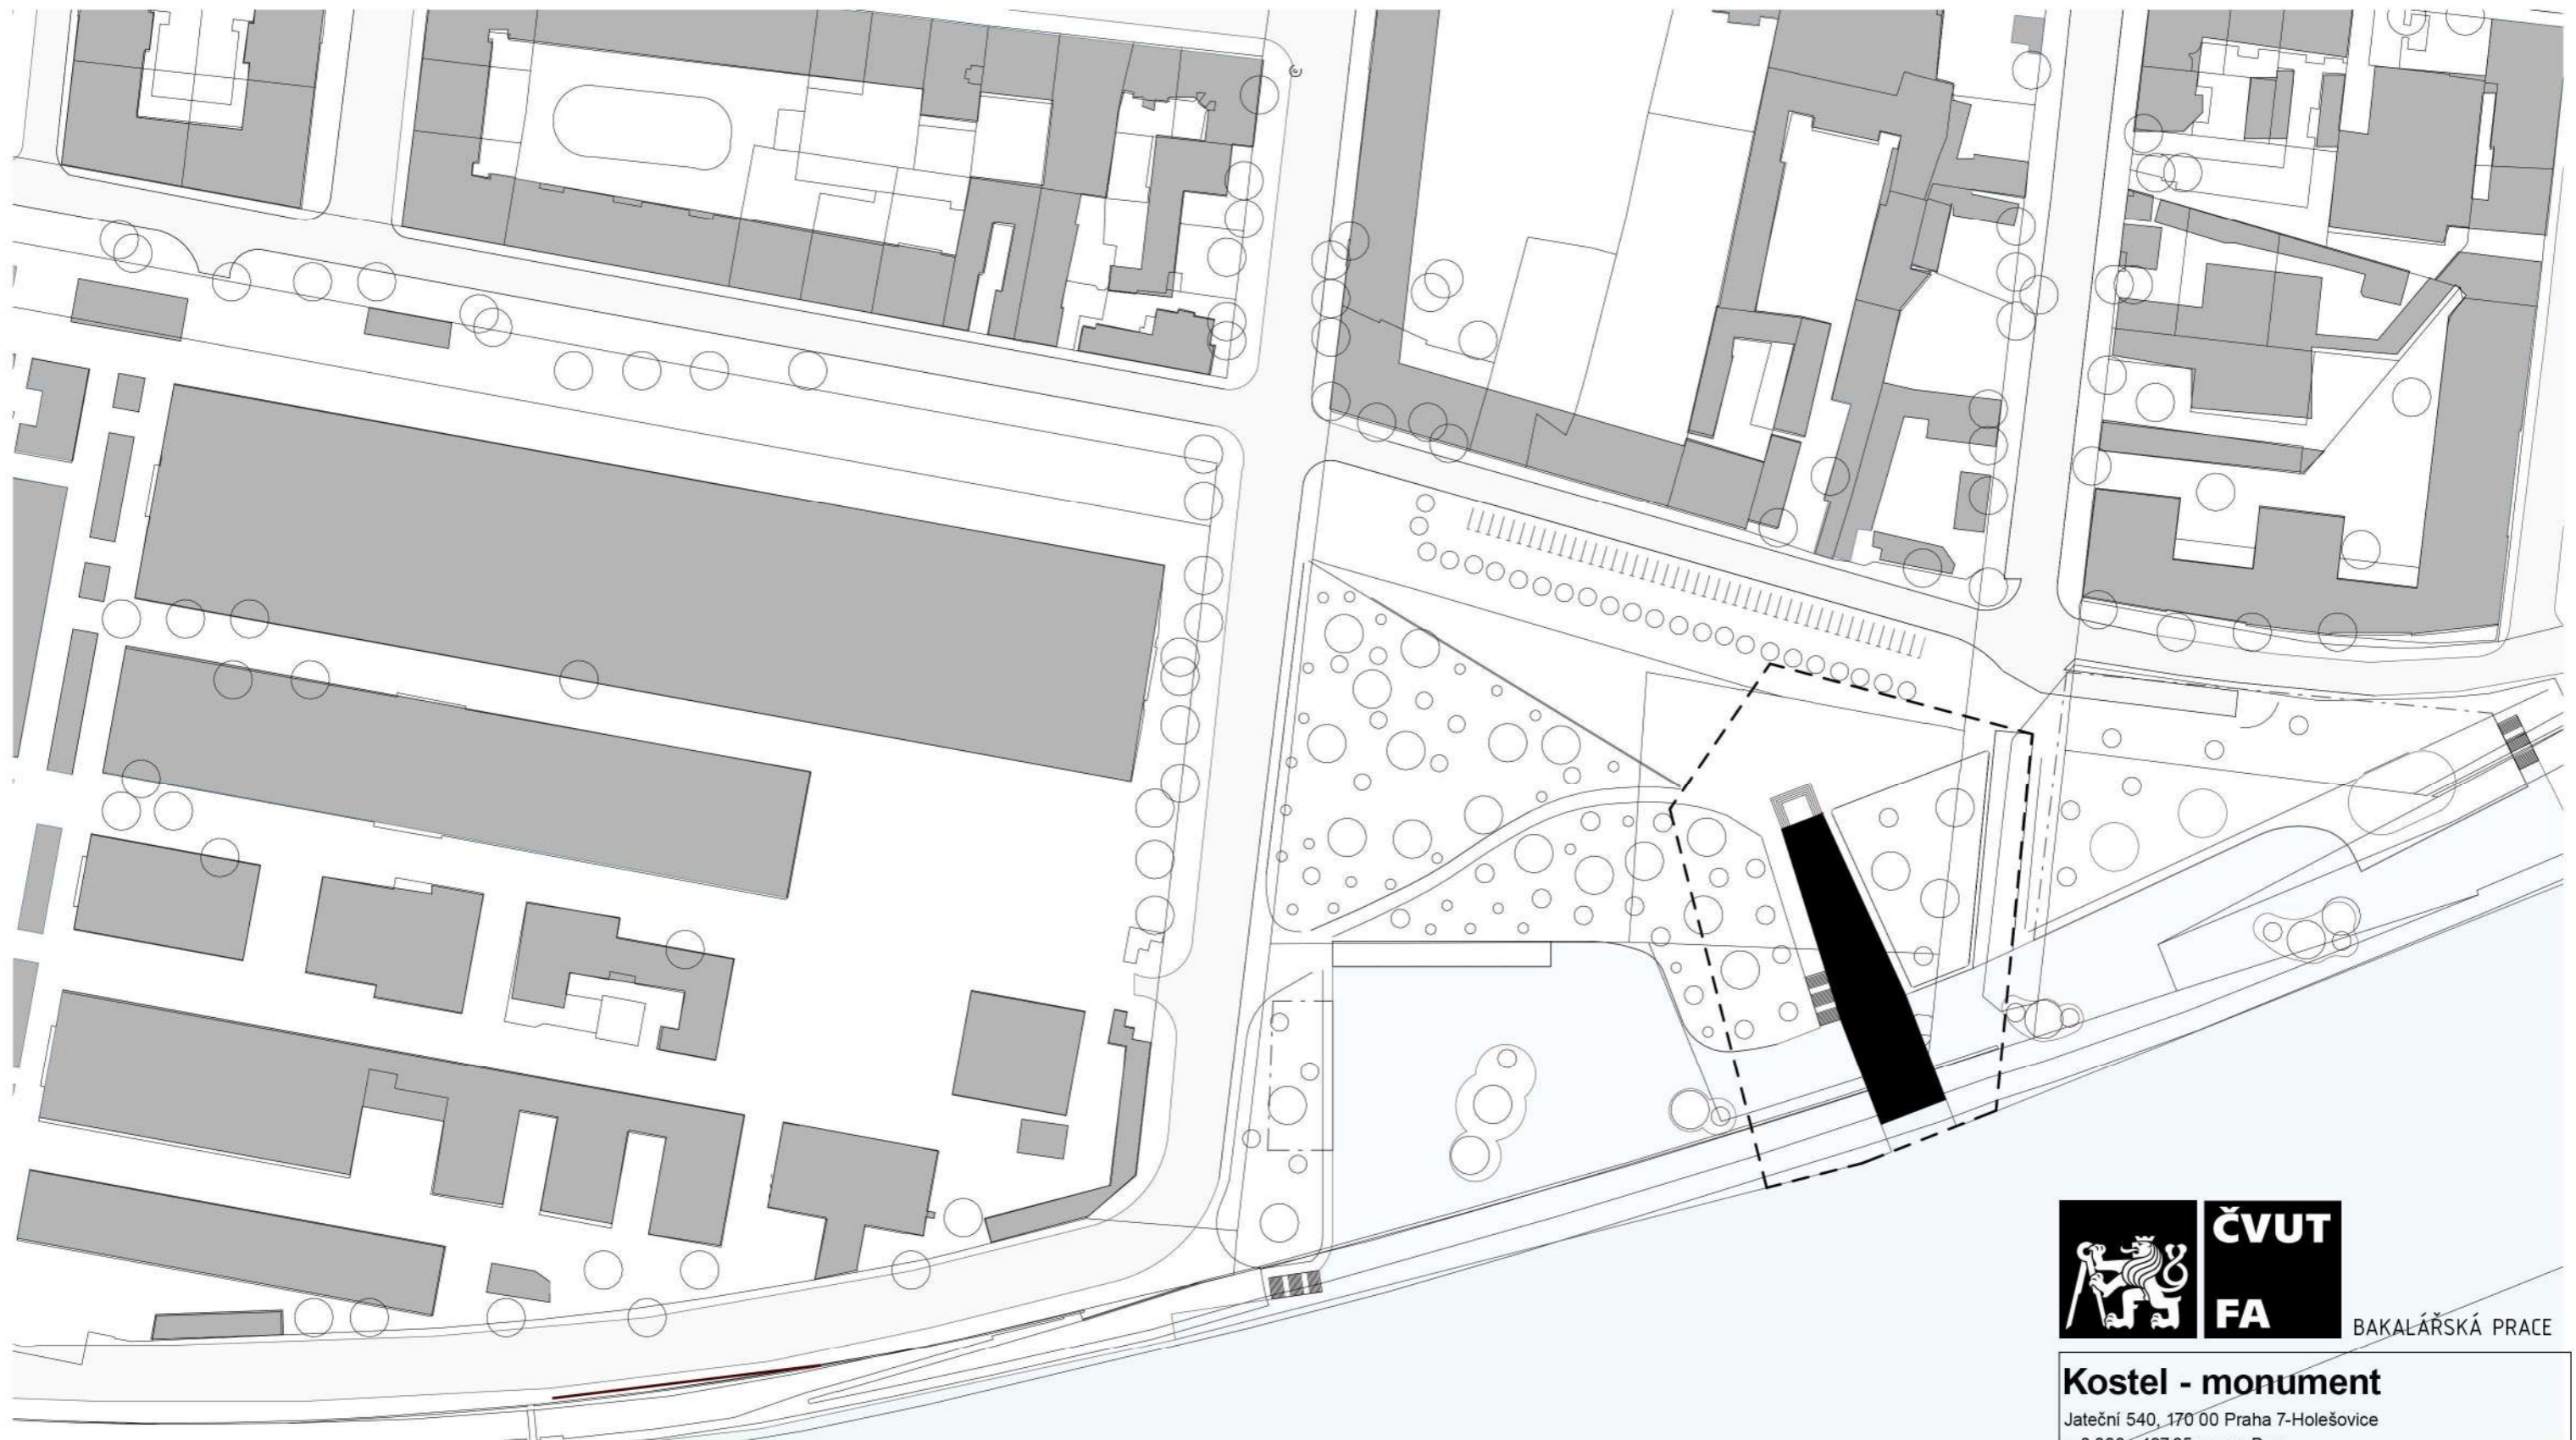 ČVUT
FA
BAKALÁŘSKÁ PRACE
Kostel - monument
Jateční 540, 170 00 Praha 7-Holešovice